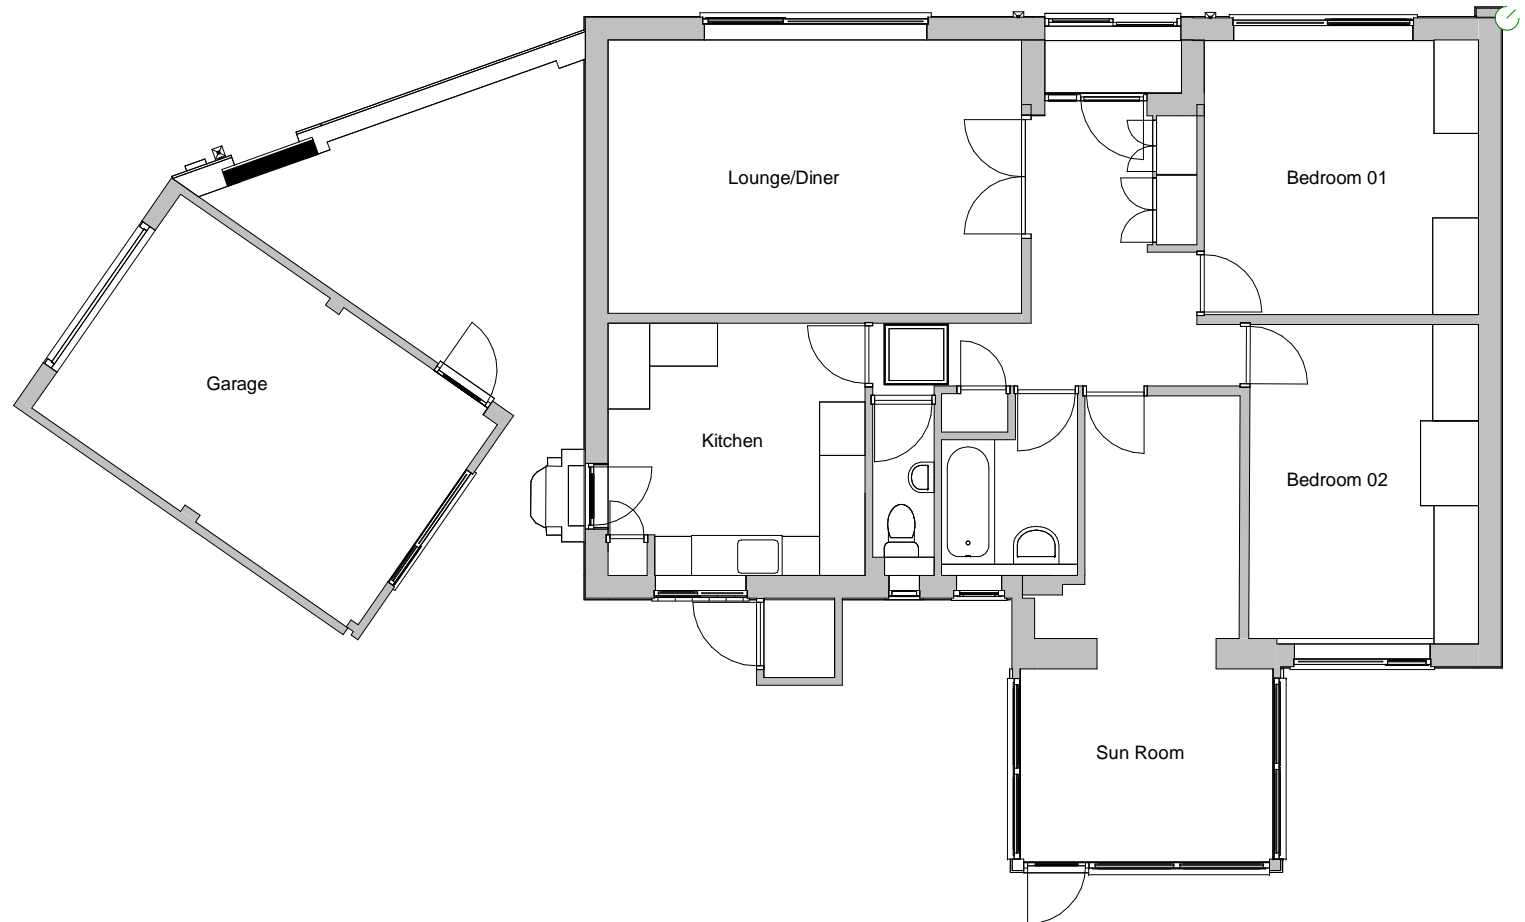 Lounge/Diner
Bedroom 01
Garage
Kitchen
Bedroom 02
Sun Room